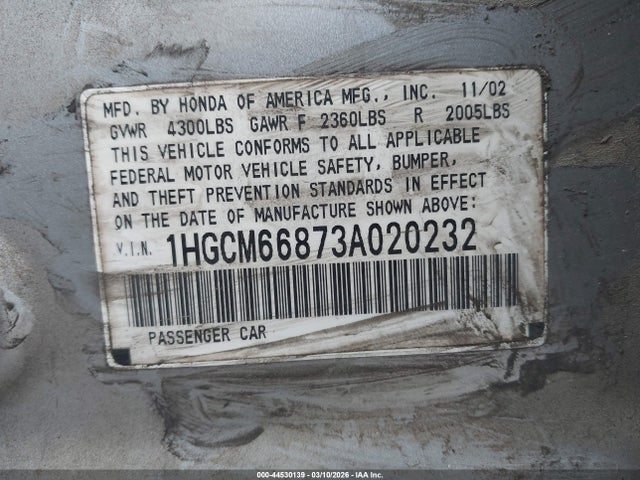 MFD. BY HONDA OF AMERICA MFG., INC. 11/02
GVWR 4300LBS GAWR F 2360LBS R 2005LBS
THIS VEHICLE CONFORMS TO ALL APPLICABLE
FEDERAL MOTOR VEHICLE SAFETY, BUMPER,
AND THEFT PREVENTION STANDARDS IN EFFECT
ON THE DATE OF MANUFACTURE SHOWN ABOVE:
V.I.N. 1HGCM66873A020232
PASSENGER CAR
000-44530139 - 03/10/2026 - IAA Inc.